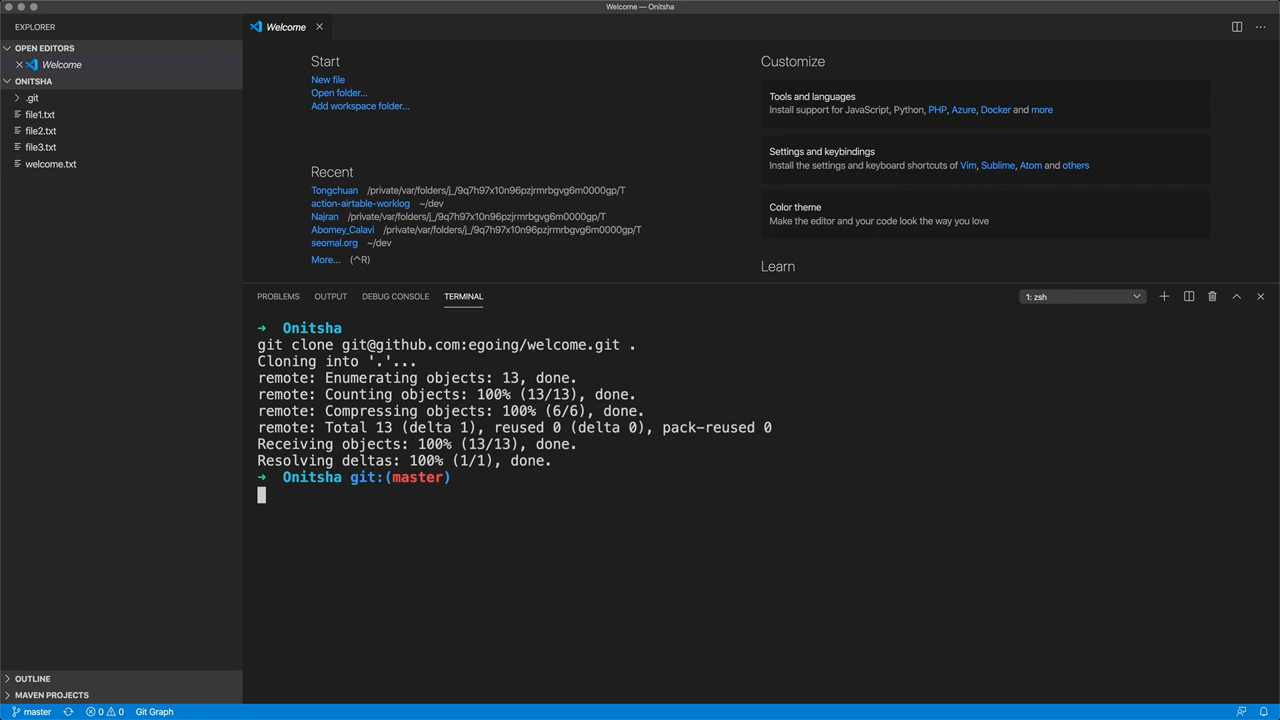 Welcome — Onitsha
EXPLORER
OPEN EDITORS
Welcome
ONITSHA
.git
file1.txt
file2.txt
file3.txt
welcome.txt
OUTLINE
MAVEN PROJECTS
Welcome
Start
New file
Open folder...
Add workspace folder...
Recent
Tongchuan /private/var/folders/j_/9q7h97x10n96pzjrmrbgvg6m0000gp/T
action-airtable-worklog ~/dev
Najran /private/var/folders/j_/9q7h97x10n96pzjrmrbgvg6m0000gp/T
Abomey_Calavi /private/var/folders/j_/9q7h97x10n96pzjrmrbgvg6m0000gp/T
seomal.org ~/dev
More... (^R)
Customize
Tools and languages
Install support for JavaScript, Python, PHP, Azure, Docker and more
Settings and keybindings
Install the settings and keyboard shortcuts of Vim, Sublime, Atom and others
Color theme
Make the editor and your code look the way you love
Learn
PROBLEMS OUTPUT DEBUG CONSOLE TERMINAL 1: zsh
➜ Onitsha
git clone git@github.com:egoing/welcome.git .
Cloning into '.'...
remote: Enumerating objects: 13, done.
remote: Counting objects: 100% (13/13), done.
remote: Compressing objects: 100% (6/6), done.
remote: Total 13 (delta 1), reused 0 (delta 0), pack-reused 0
Receiving objects: 100% (13/13), done.
Resolving deltas: 100% (1/1), done.
➜ Onitsha git:(master)
master 0 0 Git Graph